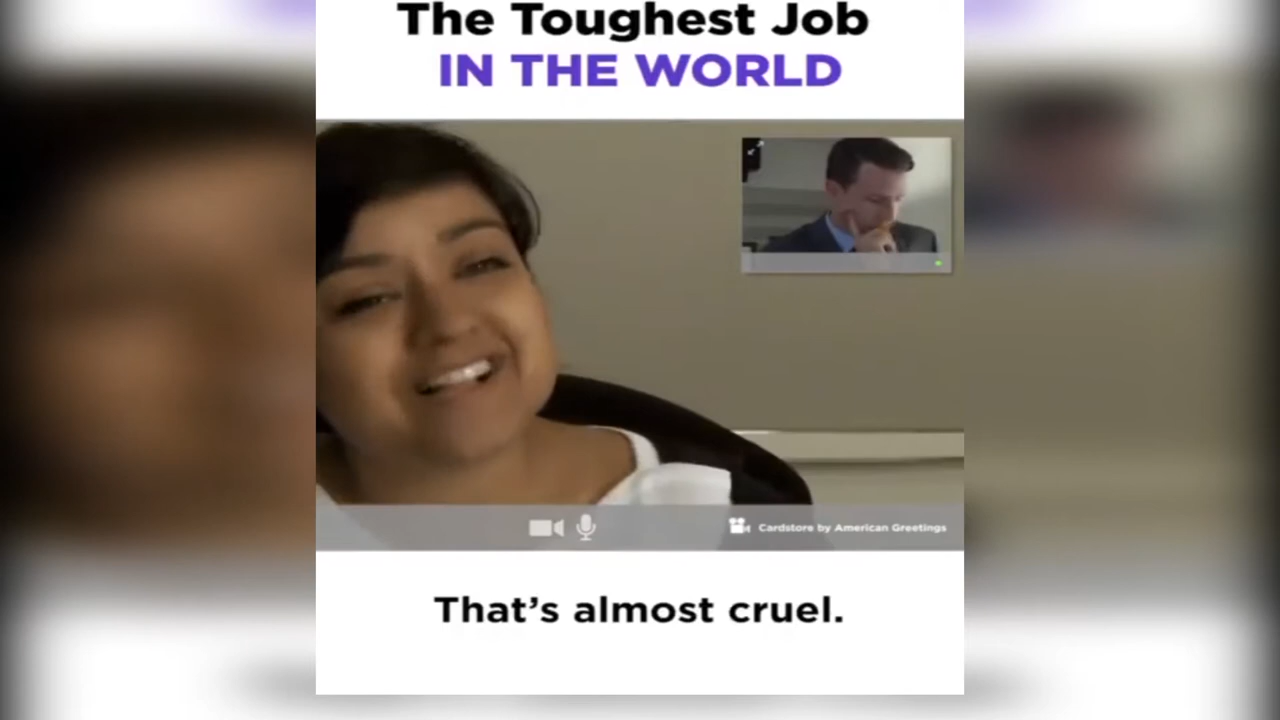 The Toughest Job
IN THE WORLD
Cardstore by American Greetings
That's almost cruel.